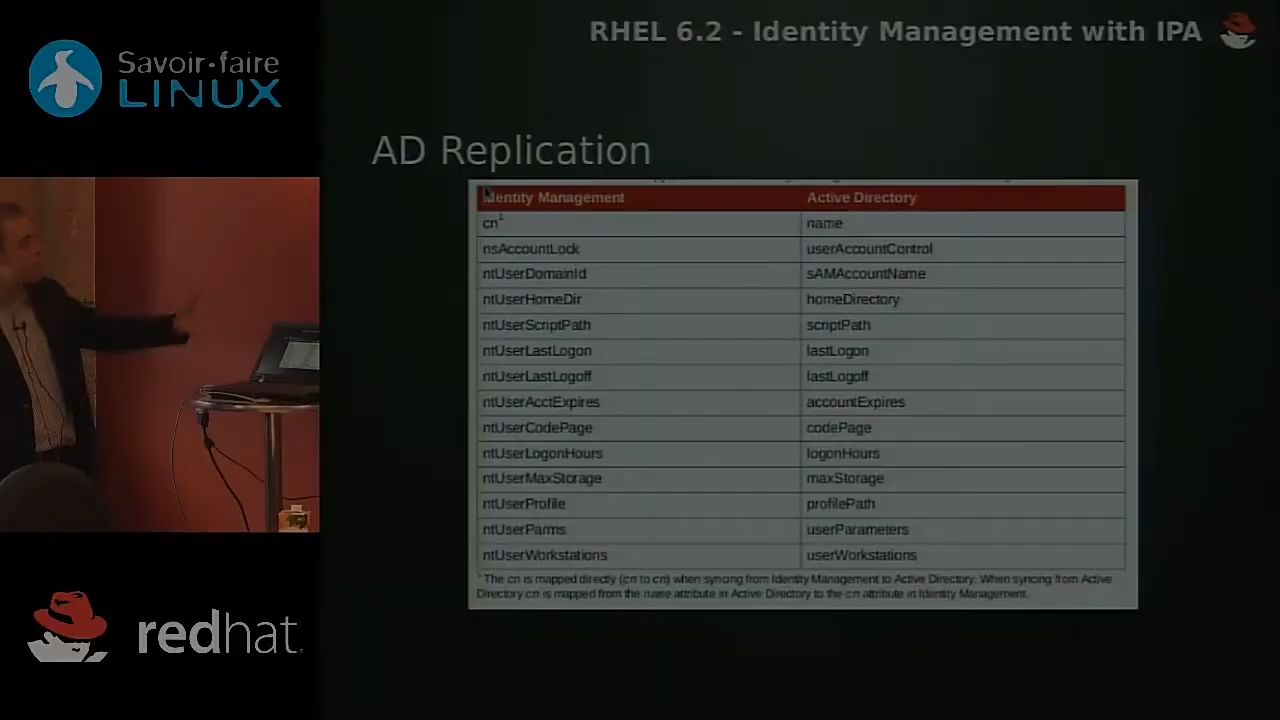 RHEL 6.2 - Identity Management with IPA
Savoir-faire
LINUX
AD Replication
Identity Management Active Directory
cn¹ name
nsAccountLock userAccountControl
ntUserDomainId sAMAccountName
ntUserHomeDir homeDirectory
ntUserScriptPath scriptPath
ntUserLastLogon lastLogon
ntUserLastLogoff lastLogoff
ntUserAcctExpires accountExpires
ntUserCodePage codePage
ntUserLogonHours logonHours
ntUserMaxStorage maxStorage
ntUserProfile profilePath
ntUserParms userParameters
ntUserWorkstations userWorkstations
¹ The cn is mapped directly (cn to cn) when syncing from Identity Management to Active Directory. When syncing from Active
Directory cn is mapped from the name attribute in Active Directory to the cn attribute in Identity Management.
redhat.